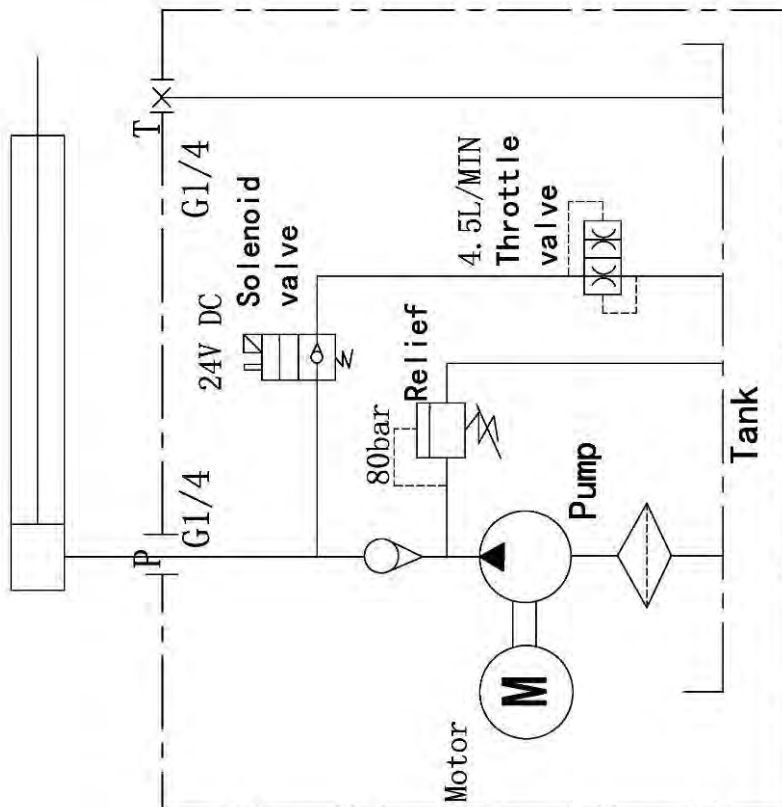 T
G1/4
24V DC
Solenoid
valve
4.5L/MIN
Throttle
valve
P
G1/4
80bar
Relief
Motor
M
Pump
Tank